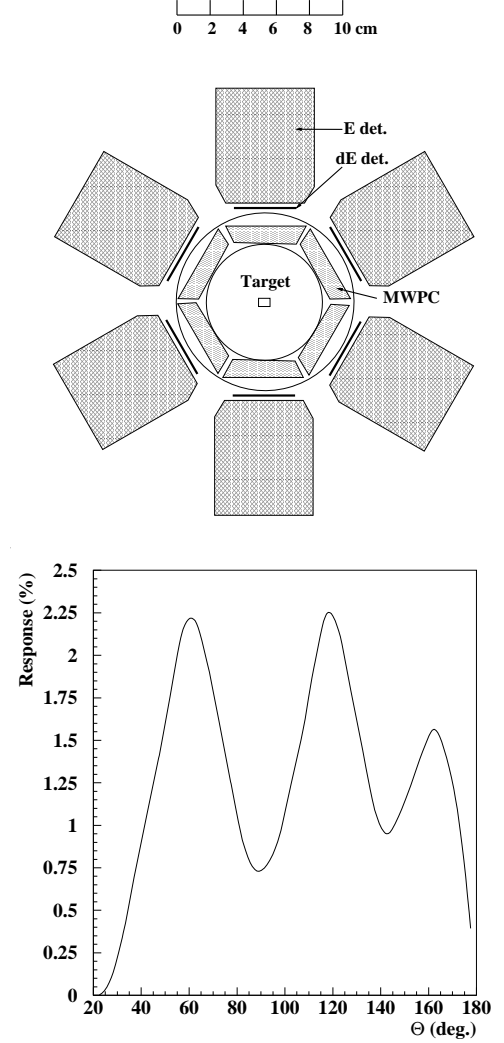 0 2 4 6 8 10 cm
E det.
dE det.
Target
MWPC
Response (%)
2.5
2.25
2
1.75
1.5
1.25
1
0.75
0.5
0.25
0
20 40 60 80 100 120 140 160 180
Θ (deg.)